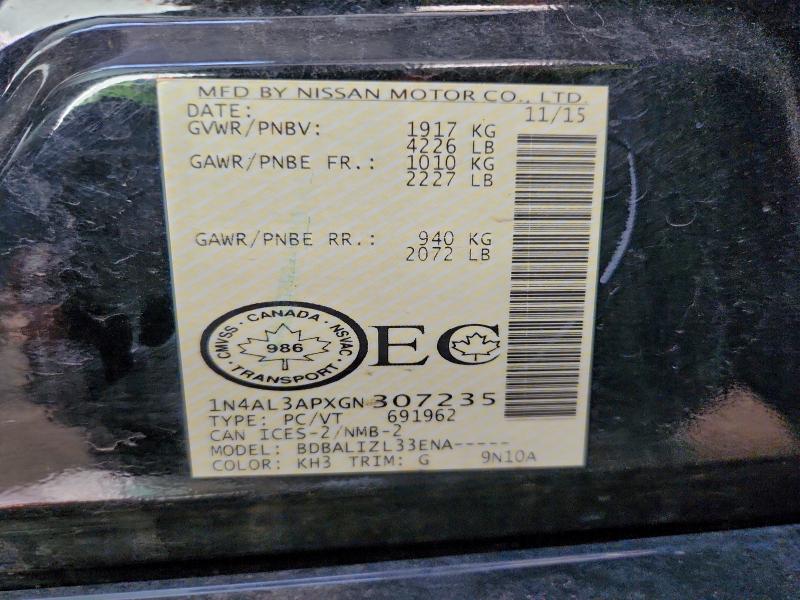 MFD BY NISSAN MOTOR CO., LTD.
DATE: 11/15
GVWR/PNBV: 1917 KG
4226 LB
GAWR/PNBE FR.: 1010 KG
2227 LB
GAWR/PNBE RR.: 940 KG
2072 LB
CMVSS · CANADA · NSVAC · TRANSPORT ·
986
EC
1N4AL3APXGN307235
TYPE: PC/VT 691962
CAN ICES-2/NMB-2
MODEL: BDBALIZL33ENA-----
COLOR: KH3 TRIM: G 9N10A